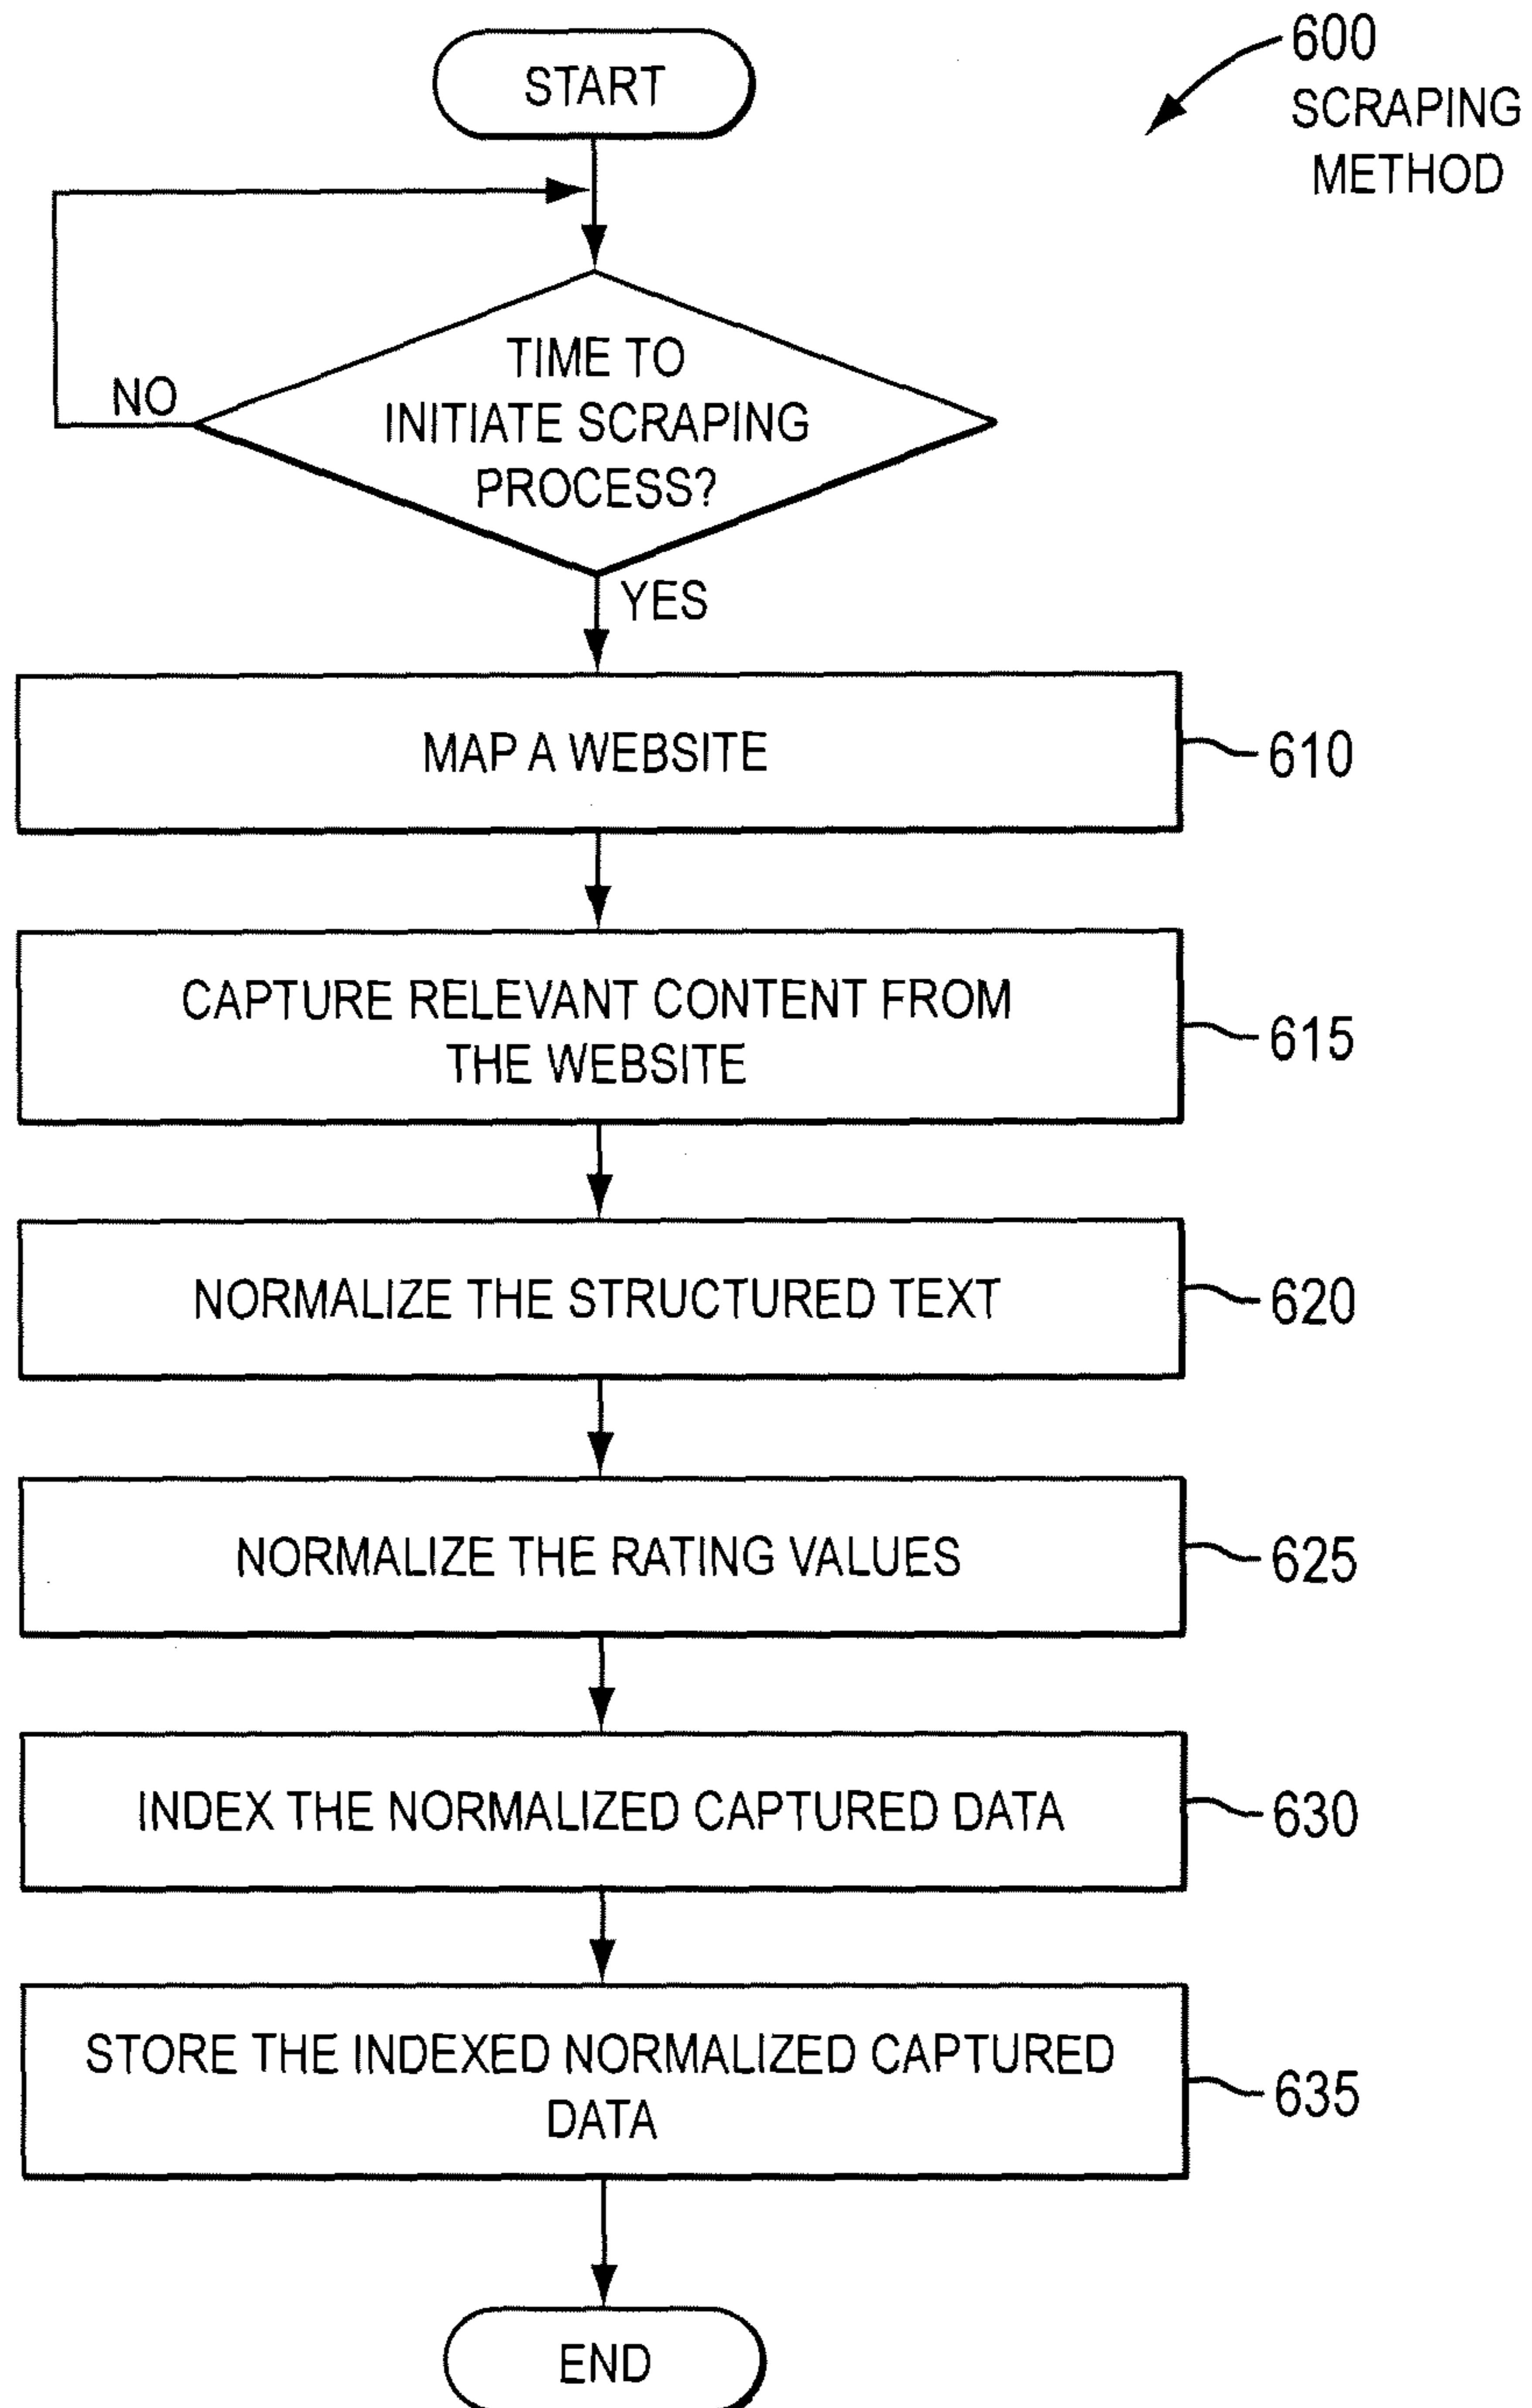 START
600
SCRAPING
METHOD
TIME TO
INITIATE SCRAPING
PROCESS?
NO
YES
MAP A WEBSITE
610
CAPTURE RELEVANT CONTENT FROM
THE WEBSITE
615
NORMALIZE THE STRUCTURED TEXT
620
NORMALIZE THE RATING VALUES
625
INDEX THE NORMALIZED CAPTURED DATA
630
STORE THE INDEXED NORMALIZED CAPTURED
DATA
635
END